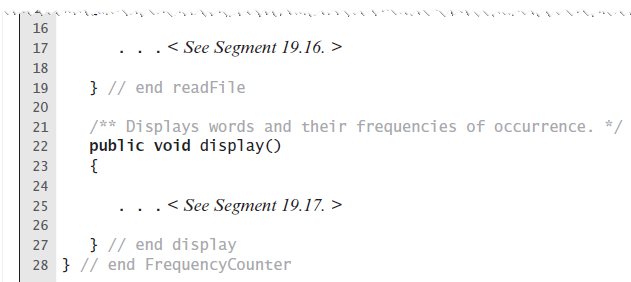 16
17 . . . < See Segment 19.16. >
18
19 } // end readFile
20
21 /** Displays words and their frequencies of occurrence. */
22 public void display()
23 {
24
25 . . . < See Segment 19.17. >
26
27 } // end display
28 } // end FrequencyCounter